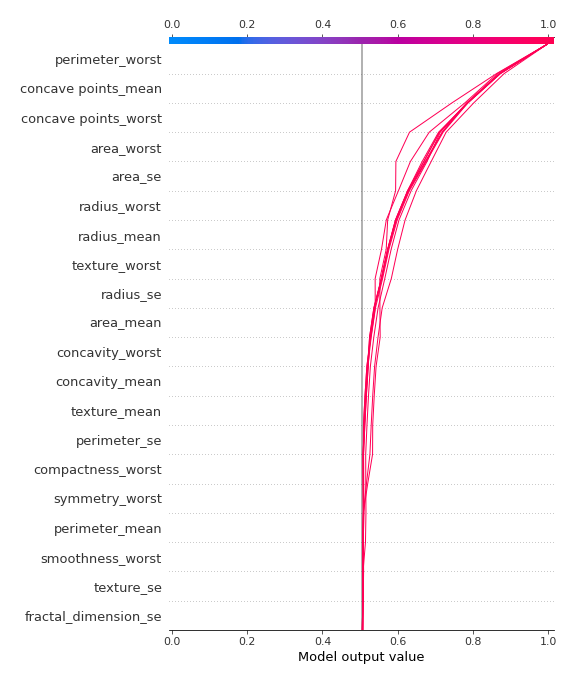 0.0 0.2 0.4 0.6 0.8 1.0
perimeter_worst
concave points_mean
concave points_worst
area_worst
area_se
radius_worst
radius_mean
texture_worst
radius_se
area_mean
concavity_worst
concavity_mean
texture_mean
perimeter_se
compactness_worst
symmetry_worst
perimeter_mean
smoothness_worst
texture_se
fractal_dimension_se
0.0 0.2 0.4 0.6 0.8 1.0
Model output value